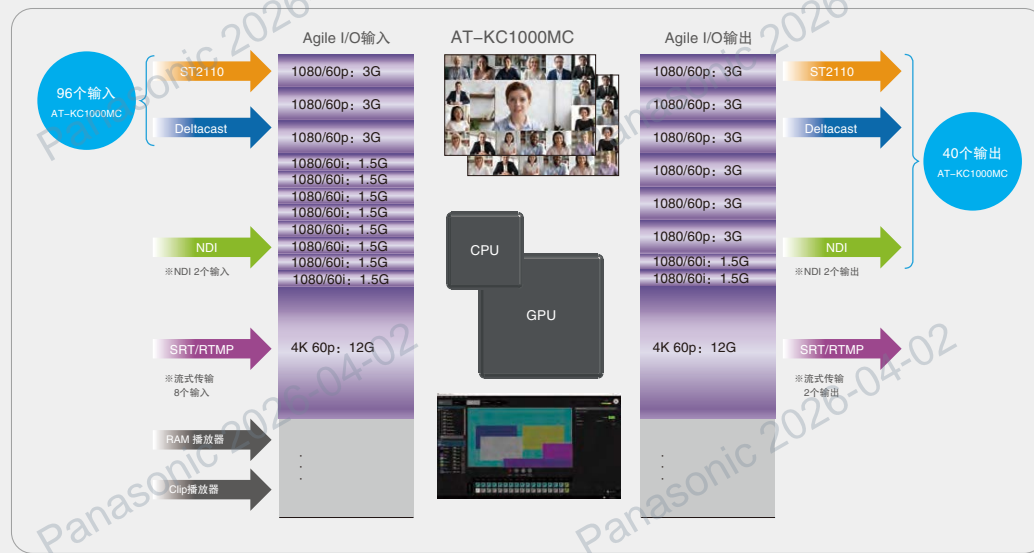 Agile I/O输入
AT-KC1000MC
Agile I/O输出
96个输入
AT-KC1000MC
ST2110
Deltacast
NDI
※NDI 2个输入
SRT/RTMP
※流式传输
8个输入
RAM 播放器
Clip播放器
1080/60p：3G
1080/60p：3G
1080/60p：3G
1080/60i：1.5G
1080/60i：1.5G
1080/60i：1.5G
1080/60i：1.5G
1080/60i：1.5G
1080/60i：1.5G
1080/60i：1.5G
1080/60i：1.5G
4K 60p：12G
CPU
GPU
1080/60p：3G
1080/60p：3G
1080/60p：3G
1080/60p：3G
1080/60p：3G
1080/60p：3G
1080/60i：1.5G
1080/60i：1.5G
4K 60p：12G
ST2110
Deltacast
NDI
※NDI 2个输出
SRT/RTMP
※流式传输
2个输出
40个输出
AT-KC1000MC
Panasonic 2026-04-02
Panasonic 2026-04-02
Panasonic 2026-04-02
Panasonic 2026-04-02